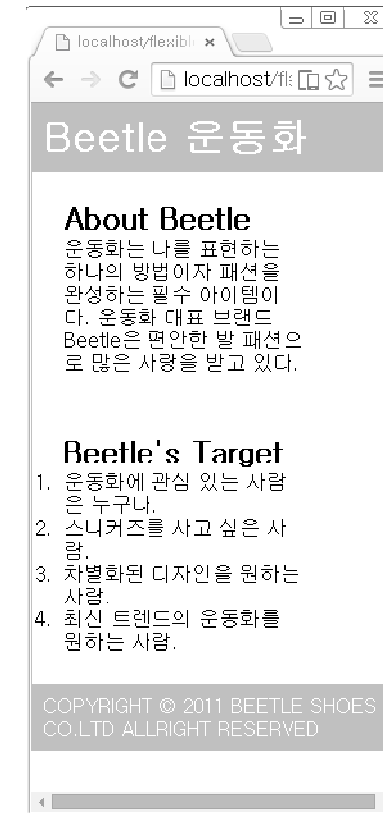 localhost/flexibl
localhost/fl
Beetle 운동화
About Beetle
운동화는 나를 표현하는
하나의 방법이자 패션을
완성하는 필수 아이템이
다. 운동화 대표 브랜드
Beetle은 편안한 발 패션으
로 많은 사랑을 받고 있다.
Beetle's Target
1. 운동화에 관심 있는 사람
은 누구나.
2. 스니커즈를 사고 싶은 사
람.
3. 차별화된 디자인을 원하는
사람.
4. 최신 트렌드의 운동화를
원하는 사람.
COPYRIGHT © 2011 BEETLE SHOES
CO.LTD ALLRIGHT RESERVED